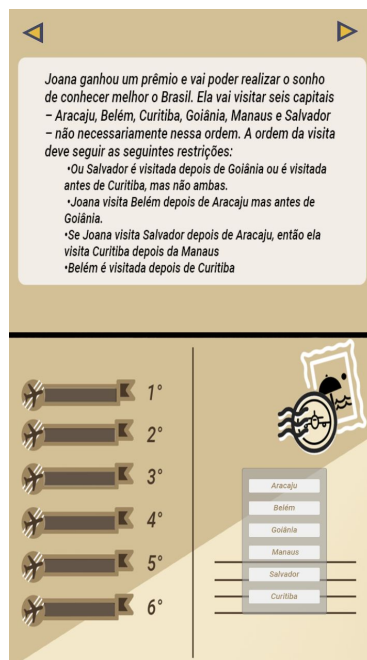 Joana ganhou um prêmio e vai poder realizar o sonho
de conhecer melhor o Brasil. Ela vai visitar seis capitais
– Aracaju, Belém, Curitiba, Goiânia, Manaus e Salvador
– não necessariamente nessa ordem. A ordem da visita
deve seguir as seguintes restrições:
•Ou Salvador é visitada depois de Goiânia ou é visitada
antes de Curitiba, mas não ambas.
•Joana visita Belém depois de Aracaju mas antes de
Goiânia.
•Se Joana visita Salvador depois de Aracaju, então ela
visita Curitiba depois da Manaus
•Belém é visitada depois de Curitiba
1°
2°
3°
4°
5°
6°
Aracaju
Belém
Goiânia
Manaus
Salvador
Curitiba